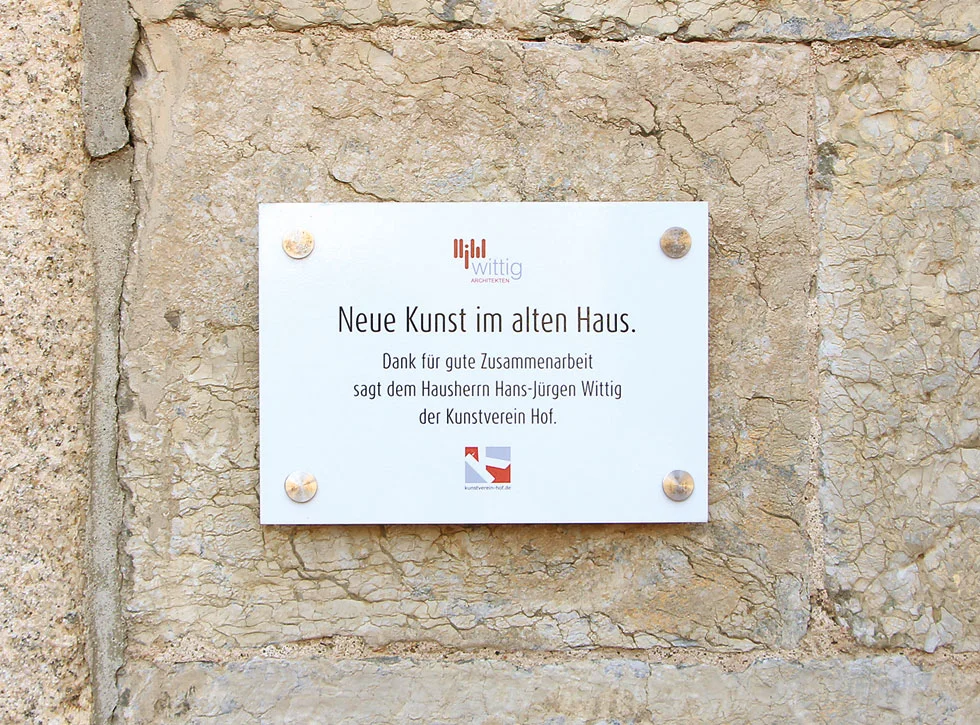 wittig
ARCHITEKTEN
Neue Kunst im alten Haus.
Dank für gute Zusammenarbeit
sagt dem Hausherrn Hans-Jürgen Wittig
der Kunstverein Hof.
kunstverein-hof.de